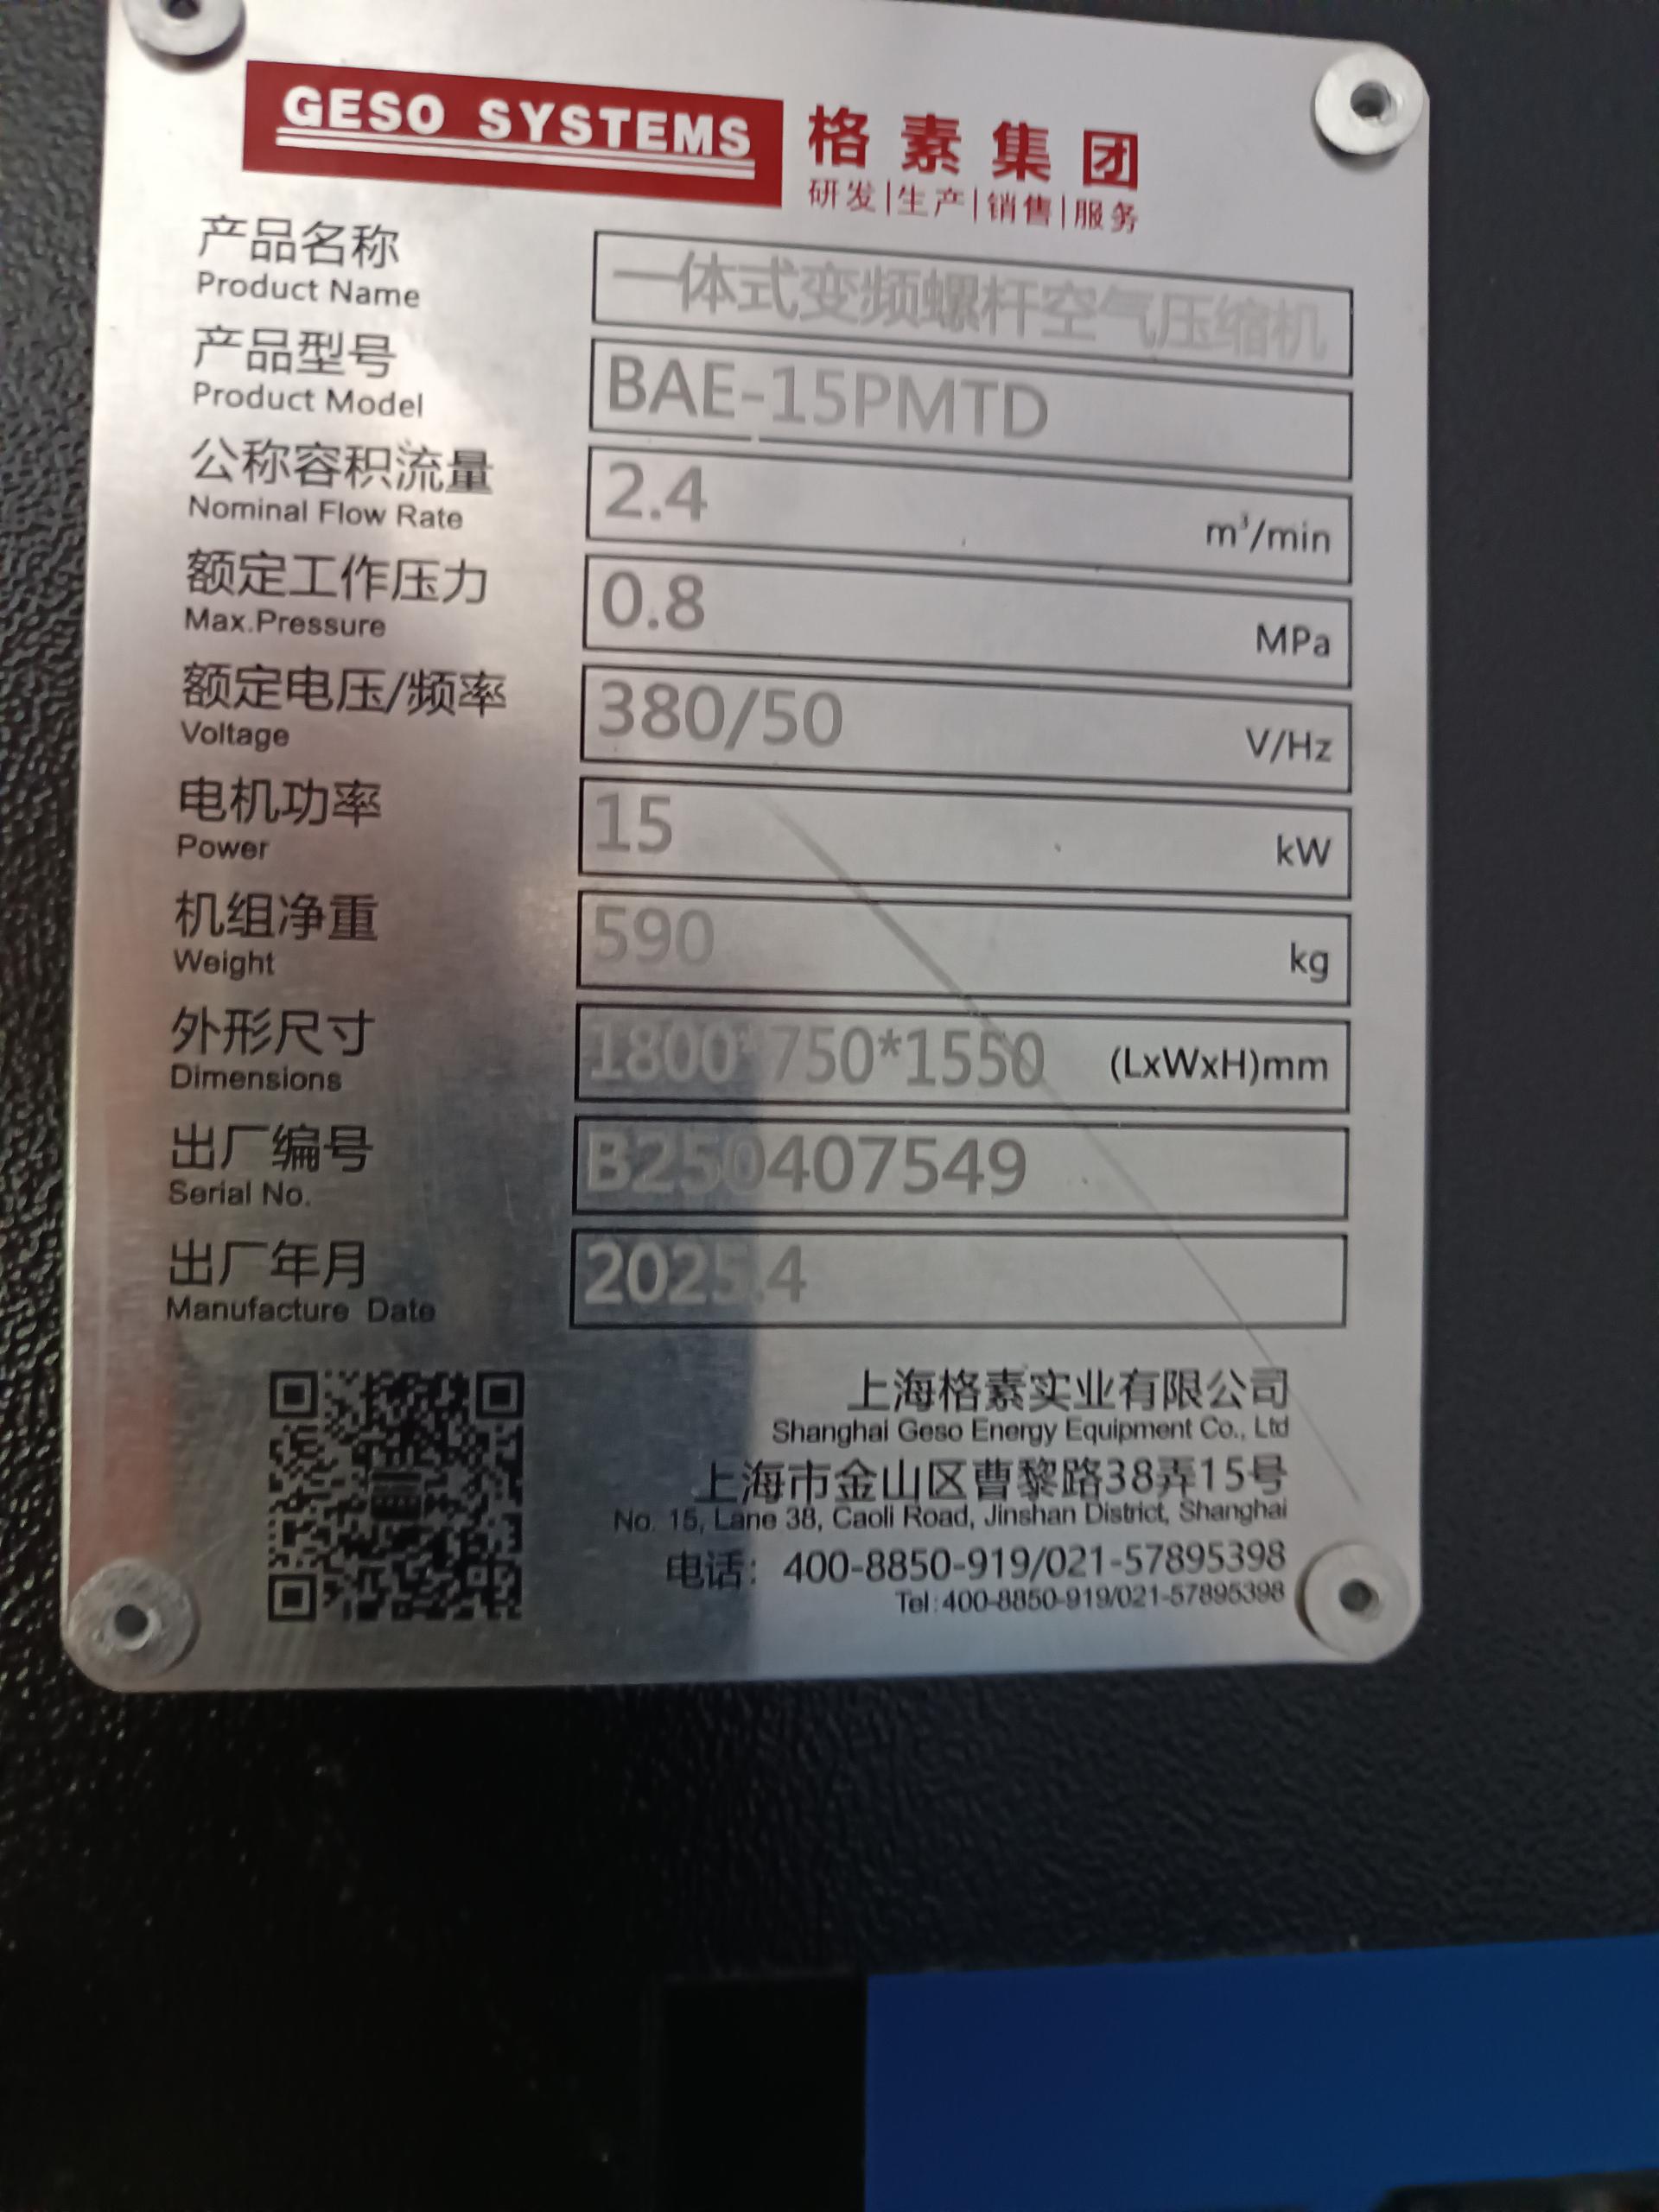 GESO SYSTEMS 格素集团
研发|生产|销售|服务
产品名称 一体式变频螺杆空气压缩机
Product Name
产品型号 BAE-15PMTD
Product Model
公称容积流量 2.4 m³/min
Nominal Flow Rate
额定工作压力 0.8 MPa
Max.Pressure
额定电压/频率 380/50 V/Hz
Voltage
电机功率 15 kW
Power
机组净重 590 kg
Weight
外形尺寸 1800*750*1550 (LxWxH)mm
Dimensions
出厂编号 B250407549
Serial No.
出厂年月 2025.4
Manufacture Date
上海格素实业有限公司
Shanghai Geso Energy Equipment Co., Ltd
上海市金山区曹黎路38弄15号
No. 15, Lane 38, Caoli Road, Jinshan District, Shanghai
电话：400-8850-919/021-57895398
Tel:400-8850-919/021-57895398